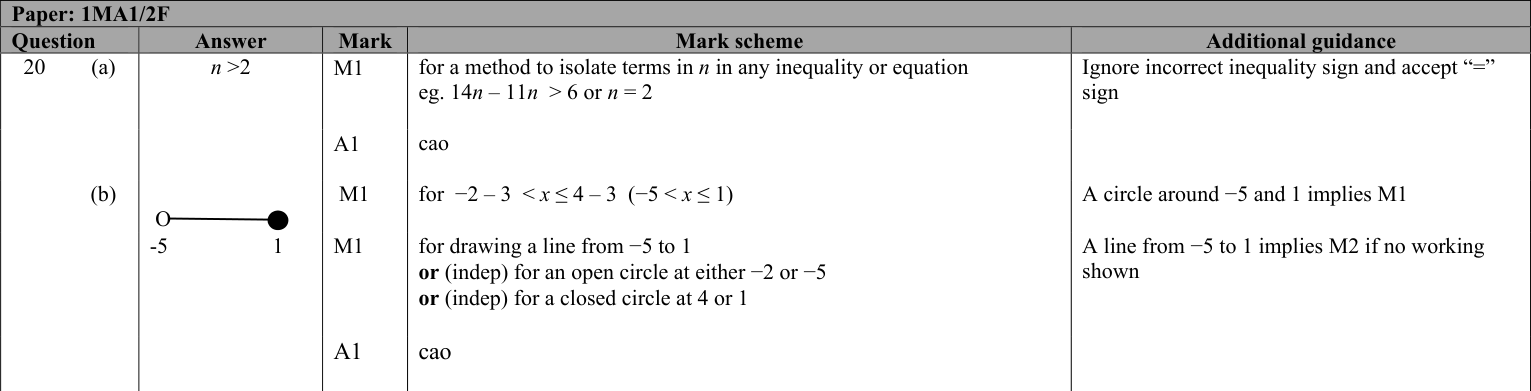 Paper: 1MA1/2F
Question Answer Mark Mark scheme Additional guidance
20 (a) n >2 M1 for a method to isolate terms in n in any inequality or equation Ignore incorrect inequality sign and accept “=”
eg. 14n – 11n > 6 or n = 2 sign
A1 cao
(b) M1 for −2 – 3 < x ≤ 4 – 3 (−5 < x ≤ 1) A circle around −5 and 1 implies M1
-5 1 M1 for drawing a line from −5 to 1 A line from −5 to 1 implies M2 if no working
or (indep) for an open circle at either −2 or −5 shown
or (indep) for a closed circle at 4 or 1
A1 cao